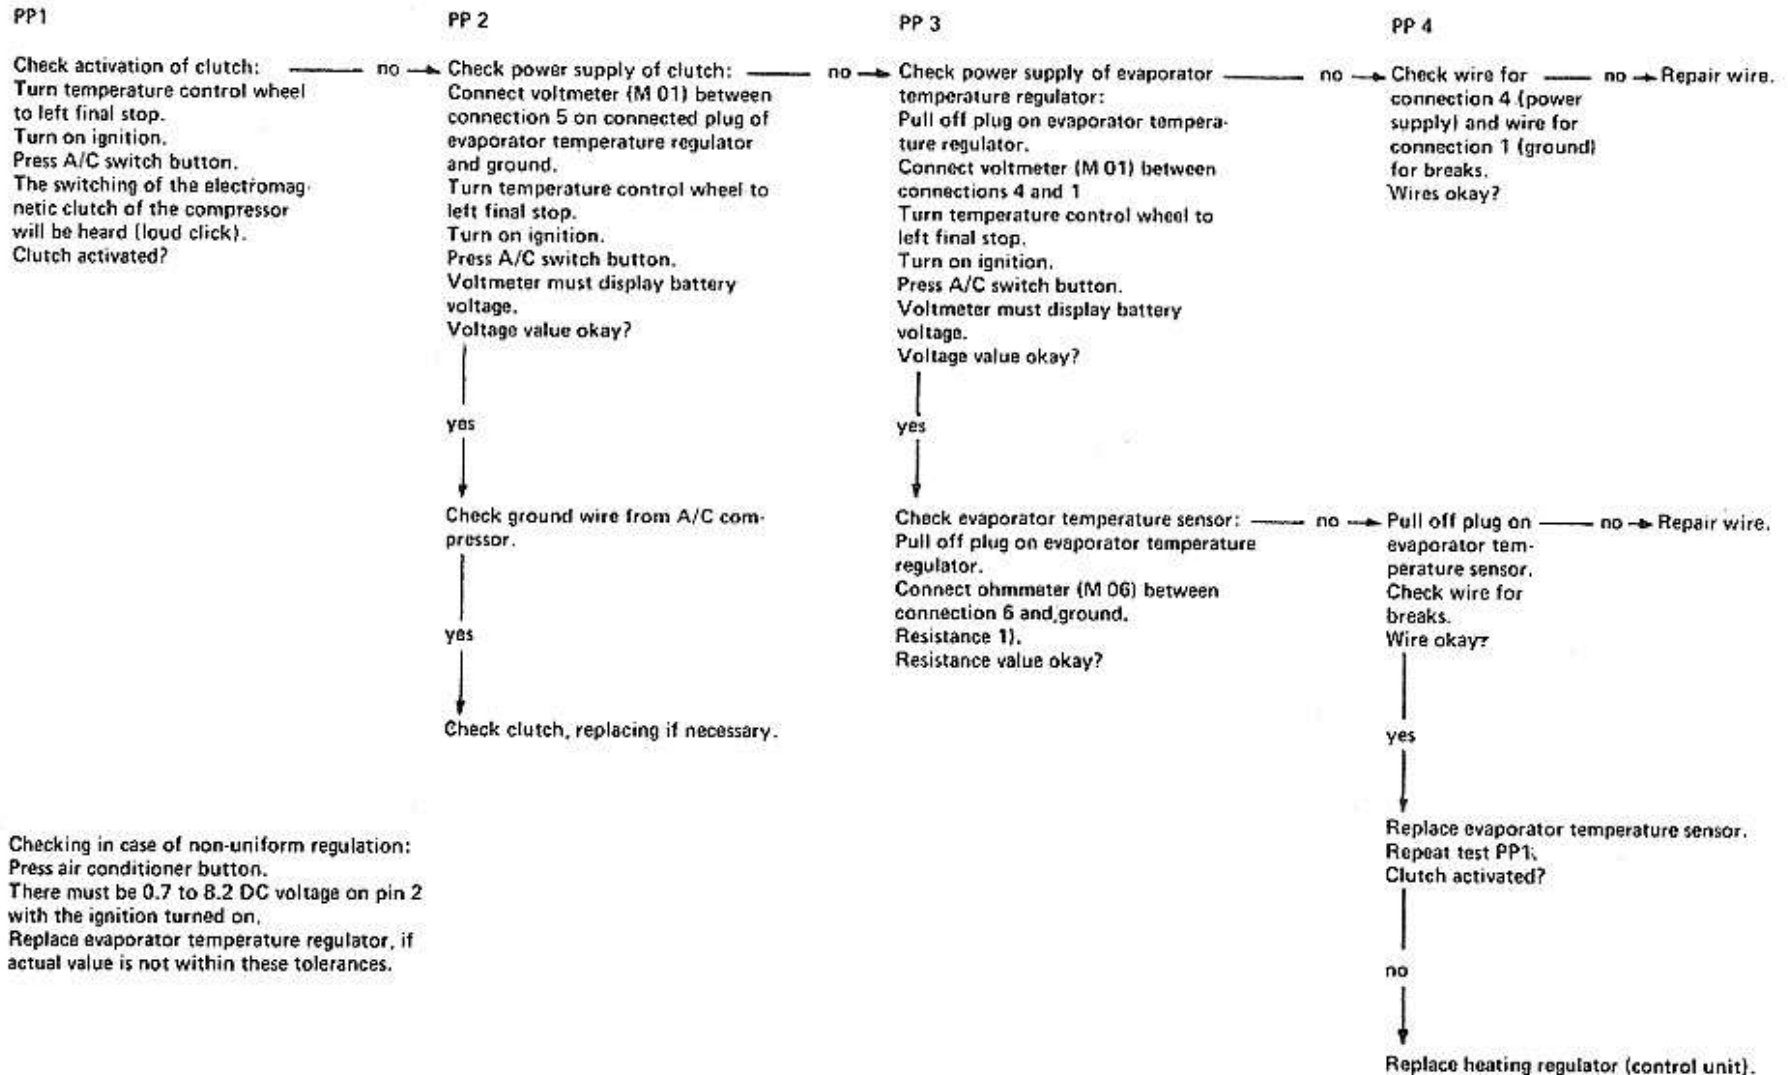 PP1
Check activation of clutch:
Turn temperature control wheel
to left final stop.
Turn on ignition.
Press A/C switch button.
The switching of the electromag-
netic clutch of the compressor
will be heard (loud click).
Clutch activated?
no
PP 2
Check power supply of clutch:
Connect voltmeter (M 01) between
connection 5 on connected plug of
evaporator temperature regulator
and ground.
Turn temperature control wheel to
left final stop.
Turn on ignition.
Press A/C switch button.
Voltmeter must display battery
voltage.
Voltage value okay?
no
yes
Check ground wire from A/C com-
pressor.
yes
Check clutch, replacing if necessary.
PP 3
Check power supply of evaporator
temperature regulator:
Pull off plug on evaporator tempera-
ture regulator.
Connect voltmeter (M 01) between
connections 4 and 1
Turn temperature control wheel to
left final stop.
Turn on ignition.
Press A/C switch button.
Voltmeter must display battery
voltage.
Voltage value okay?
no
yes
Check evaporator temperature sensor:
Pull off plug on evaporator temperature
regulator.
Connect ohmmeter (M 06) between
connection 6 and ground.
Resistance 1).
Resistance value okay?
no
PP 4
Check wire for
connection 4 (power
supply) and wire for
connection 1 (ground)
for breaks.
Wires okay?
no
Repair wire.
Pull off plug on
evaporator tem-
perature sensor.
Check wire for
breaks.
Wire okay?
no
Repair wire.
yes
Replace evaporator temperature sensor.
Repeat test PP1.
Clutch activated?
no
Replace heating regulator (control unit).
Checking in case of non-uniform regulation:
Press air conditioner button.
There must be 0.7 to 8.2 DC voltage on pin 2
with the ignition turned on.
Replace evaporator temperature regulator, if
actual value is not within these tolerances.